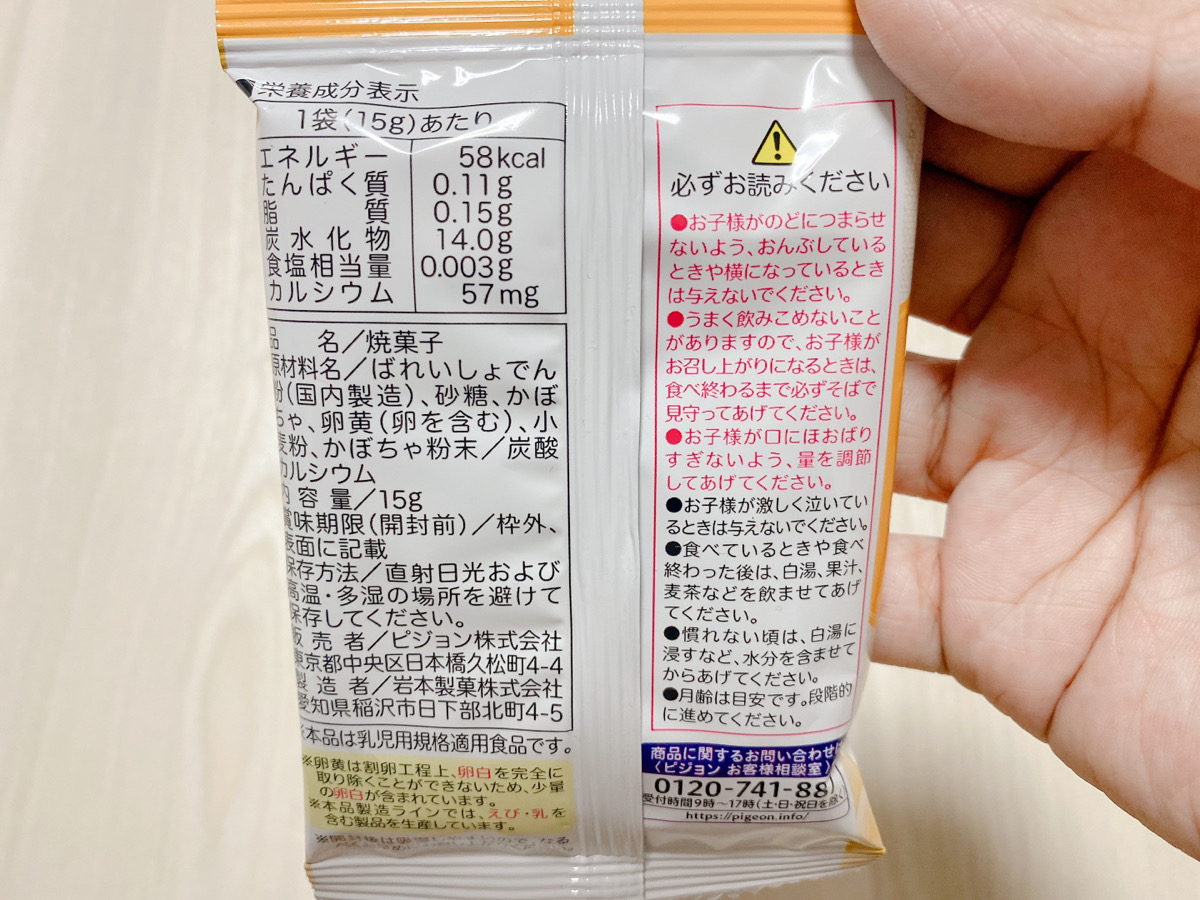 栄養成分表示
1袋(15g)あたり
エネルギー 58kcal
たんぱく質 0.11g
脂質 0.15g
炭水化物 14.0g
食塩相当量 0.003g
カルシウム 57mg
品名/焼菓子
原材料名/ばれいしょでん
粉(国内製造)、砂糖、かぼ
ちゃ、卵黄(卵を含む)、小
麦粉、かぼちゃ粉末/炭酸
カルシウム
内容量/15g
賞味期限(開封前)/枠外、
表面に記載
保存方法/直射日光および
高温・多湿の場所を避けて
保存してください。
販売者/ピジョン株式会社
東京都中央区日本橋久松町4-4
製造者/岩本製菓株式会社
愛知県稲沢市日下部北町4-5
※本品は乳児用規格適用食品です。
※卵黄は割卵工程上、卵白を完全に
取り除くことができないため、少量
の卵白が含まれています。
※本品製造ラインでは、えび・乳を
含む製品を生産しています。
必ずお読みください
●お子様がのどにつまらせ
ないよう、おんぶしている
ときや横になっているとき
は与えないでください。
●うまく飲みこめないこと
がありますので、お子様が
お召し上がりになるときは、
食べ終わるまで必ずそばで
見守ってあげてください。
●お子様が口にほおばり
すぎないよう、量を調節
してあげてください。
●お子様が激しく泣いてい
るときは与えないでください。
●食べているときや食べ
終わった後は、白湯、果汁、
麦茶などを飲ませてあげ
てください。
●慣れない頃は、白湯に
浸すなど、水分を含ませて
からあげてください。
●月齢は目安です。段階的
に進めてください。
商品に関するお問い合わせは
〈ピジョン お客様相談室〉
0120-741-88
受付時間9時〜17時(土・日・祝日を除く)
https://pigeon.info/